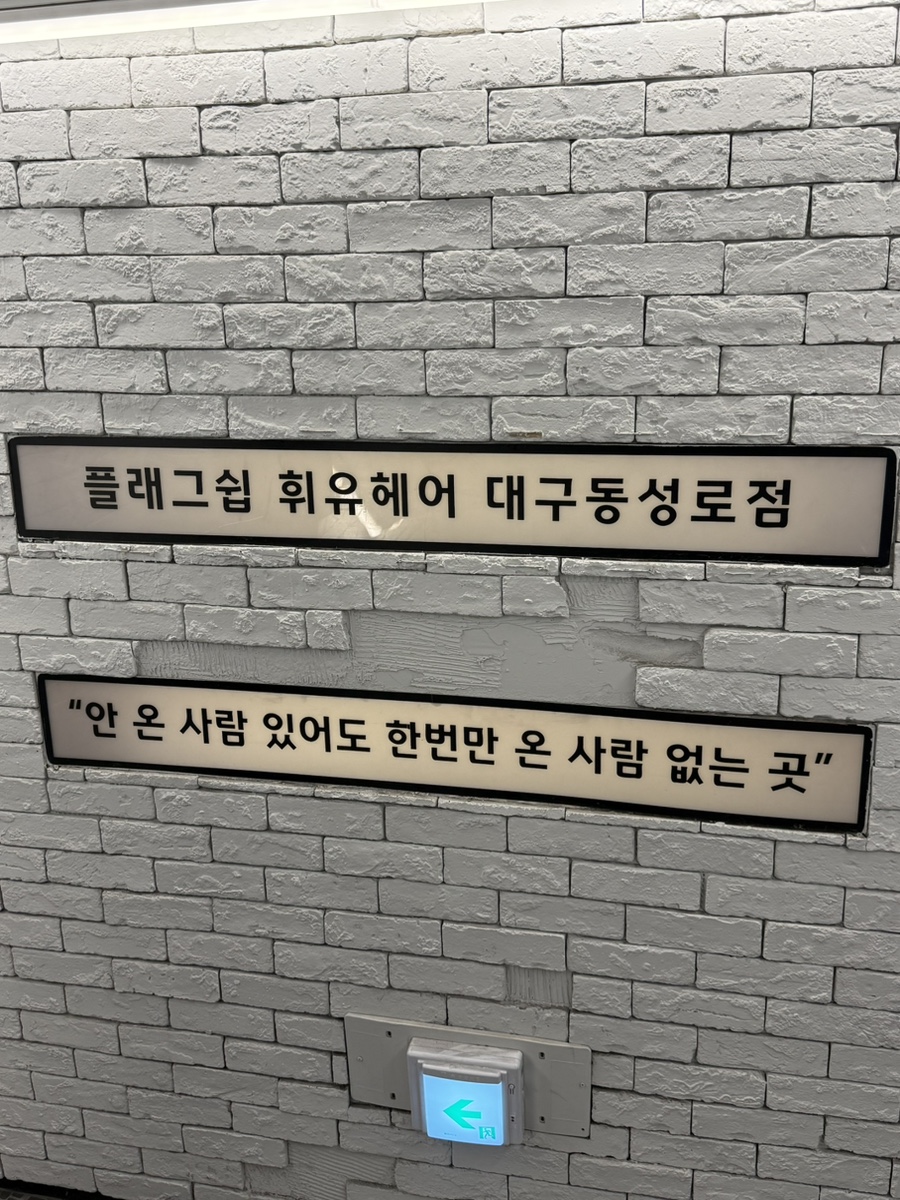 플래그쉽 휘유헤어 대구동성로점
“안 온 사람 있어도 한번만 온 사람 없는 곳”